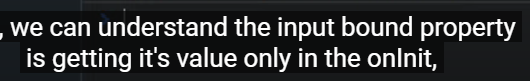 , we can understand the input bound property
is getting it's value only in the onInit,